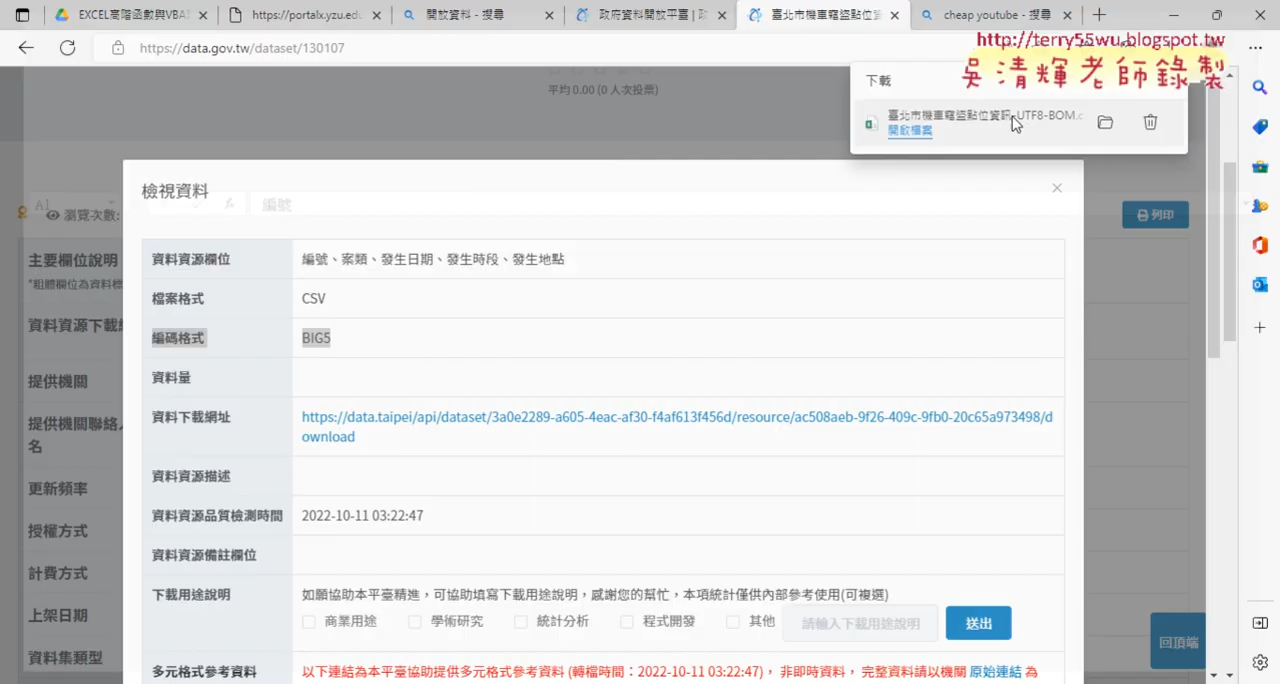 EXCEL高階函數與VBA
https://portalx.yzu.edu
開放資料 - 搜尋
政府資料開放平臺 | 政
臺北市機車竊盜點位資
cheap youtube - 搜尋
https://data.gov.tw/dataset/130107
http://terry55wu.blogspot.tw
吳清輝老師錄製
平均 0.00 (0 人次投票)
下載
臺北市機車竊盜點位資訊-UTF8-BOM.c
開啟檔案
檢視資料
A1
編號
瀏覽次數:
列印
主要欄位說明
*粗體欄位為資料標
資料資源下載網
提供機關
提供機關聯絡人
名
更新頻率
授權方式
計費方式
上架日期
資料集類型
資料資源欄位
編號、案類、發生日期、發生時段、發生地點
檔案格式
CSV
編碼格式
BIG5
資料量
資料下載網址
https://data.taipei/api/dataset/3a0e2289-a605-4eac-af30-f4af613f456d/resource/ac508aeb-9f26-409c-9fb0-20c65a973498/d
ownload
資料資源描述
資料資源品質檢測時間
2022-10-11 03:22:47
資料資源備註欄位
下載用途說明
如願協助本平臺精進，可協助填寫下載用途說明，感謝您的幫忙，本項統計僅供內部參考使用(可複選)
商業用途
學術研究
統計分析
程式開發
其他
請輸入下載用途說明
送出
回頂端
多元格式參考資料
以下連結為本平臺協助提供多元格式參考資料 (轉檔時間：2022-10-11 03:22:47)， 非即時資料， 完整資料請以機關 原始連結 為